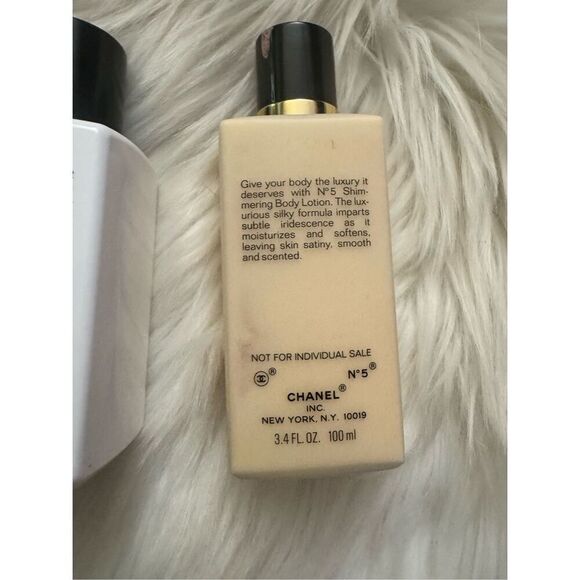 Give your body the luxury it
deserves with Nº5 Shim-
mering Body Lotion. The lux-
urious silky formula imparts
subtle iridescence as it
moisturizes and softens,
leaving skin satiny, smooth
and scented.
NOT FOR INDIVIDUAL SALE
® Nº5®
CHANEL®
INC.
NEW YORK, N.Y. 10019
3.4 FL. OZ. 100 ml